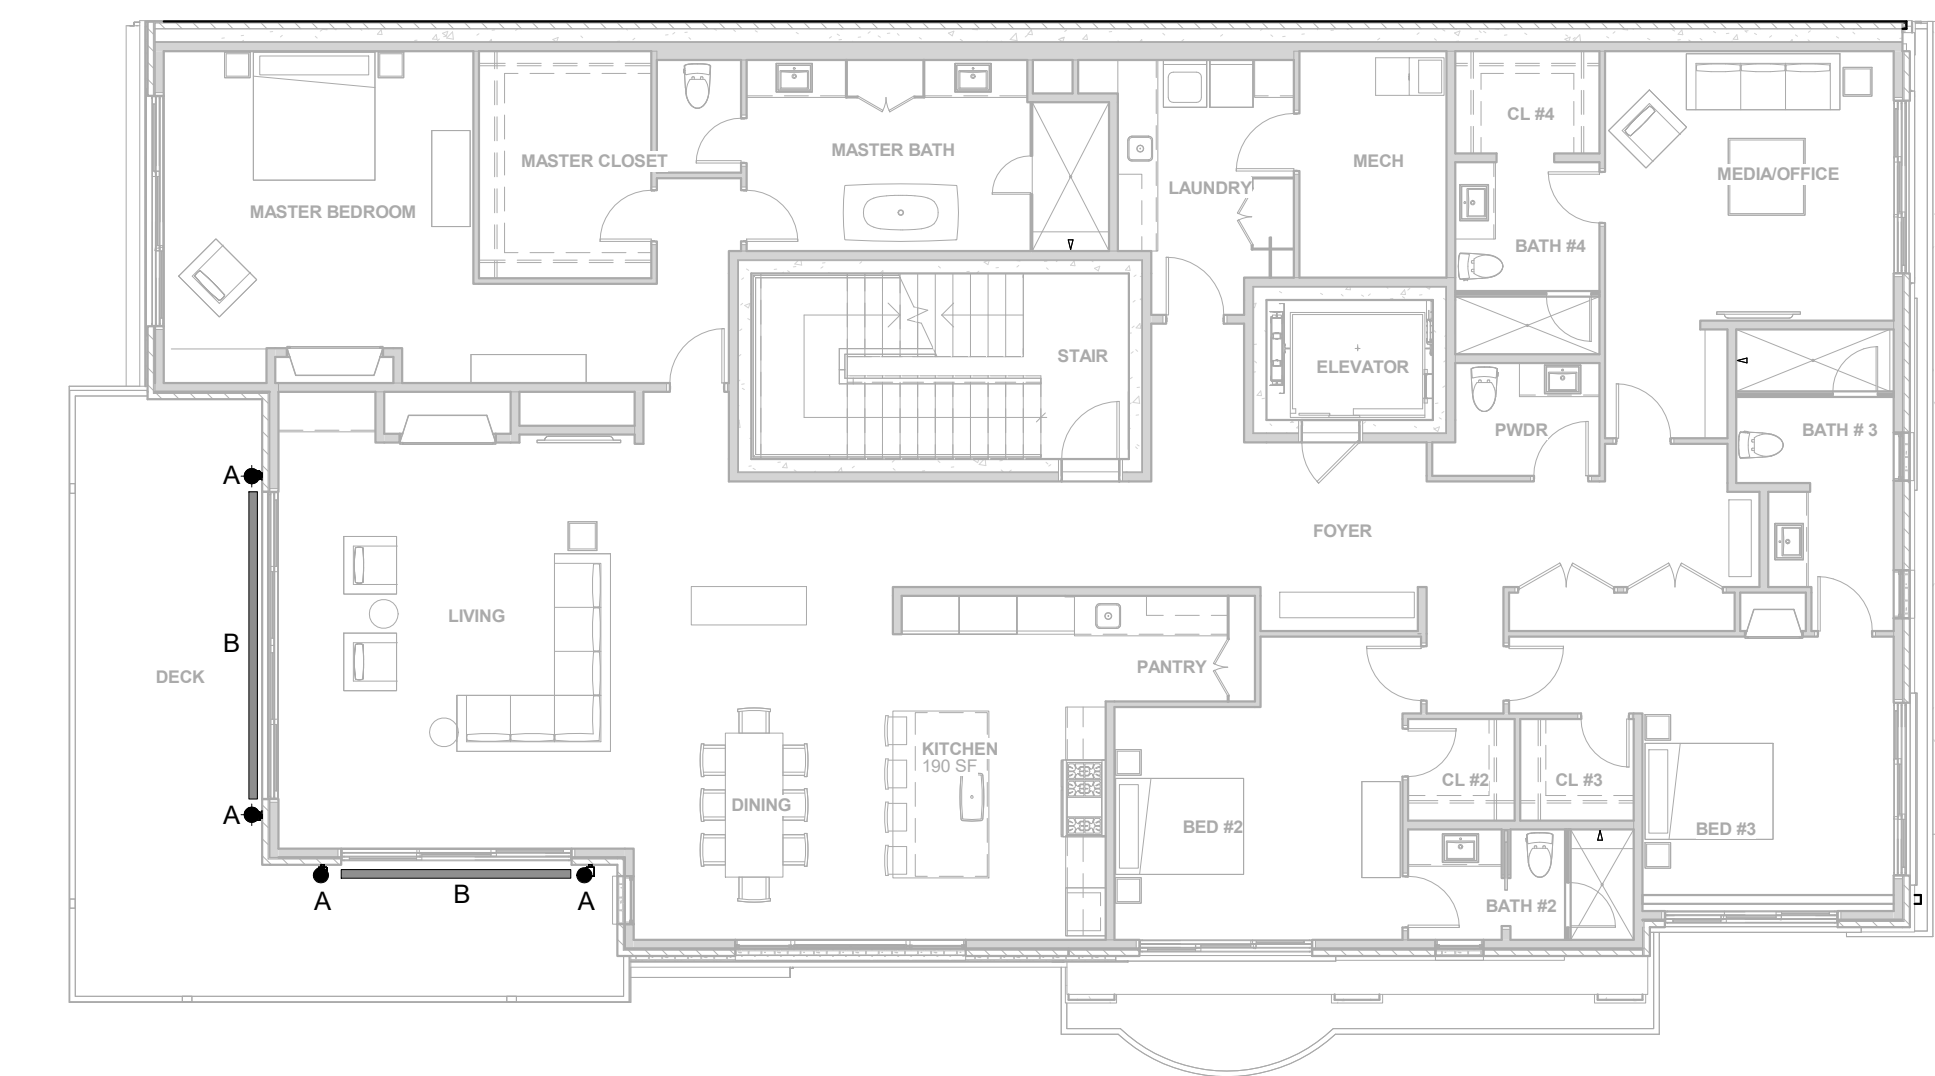 CL #4
MASTER BATH
MASTER CLOSET
MECH
MEDIA/OFFICE
LAUNDRY
MASTER BEDROOM
BATH #4
STAIR
ELEVATOR
PWDR
BATH # 3
A
FOYER
LIVING
B
PANTRY
DECK
KITCHEN
190 SF
CL #2
CL #3
DINING
A
BED #2
BED #3
A
B
A
BATH #2